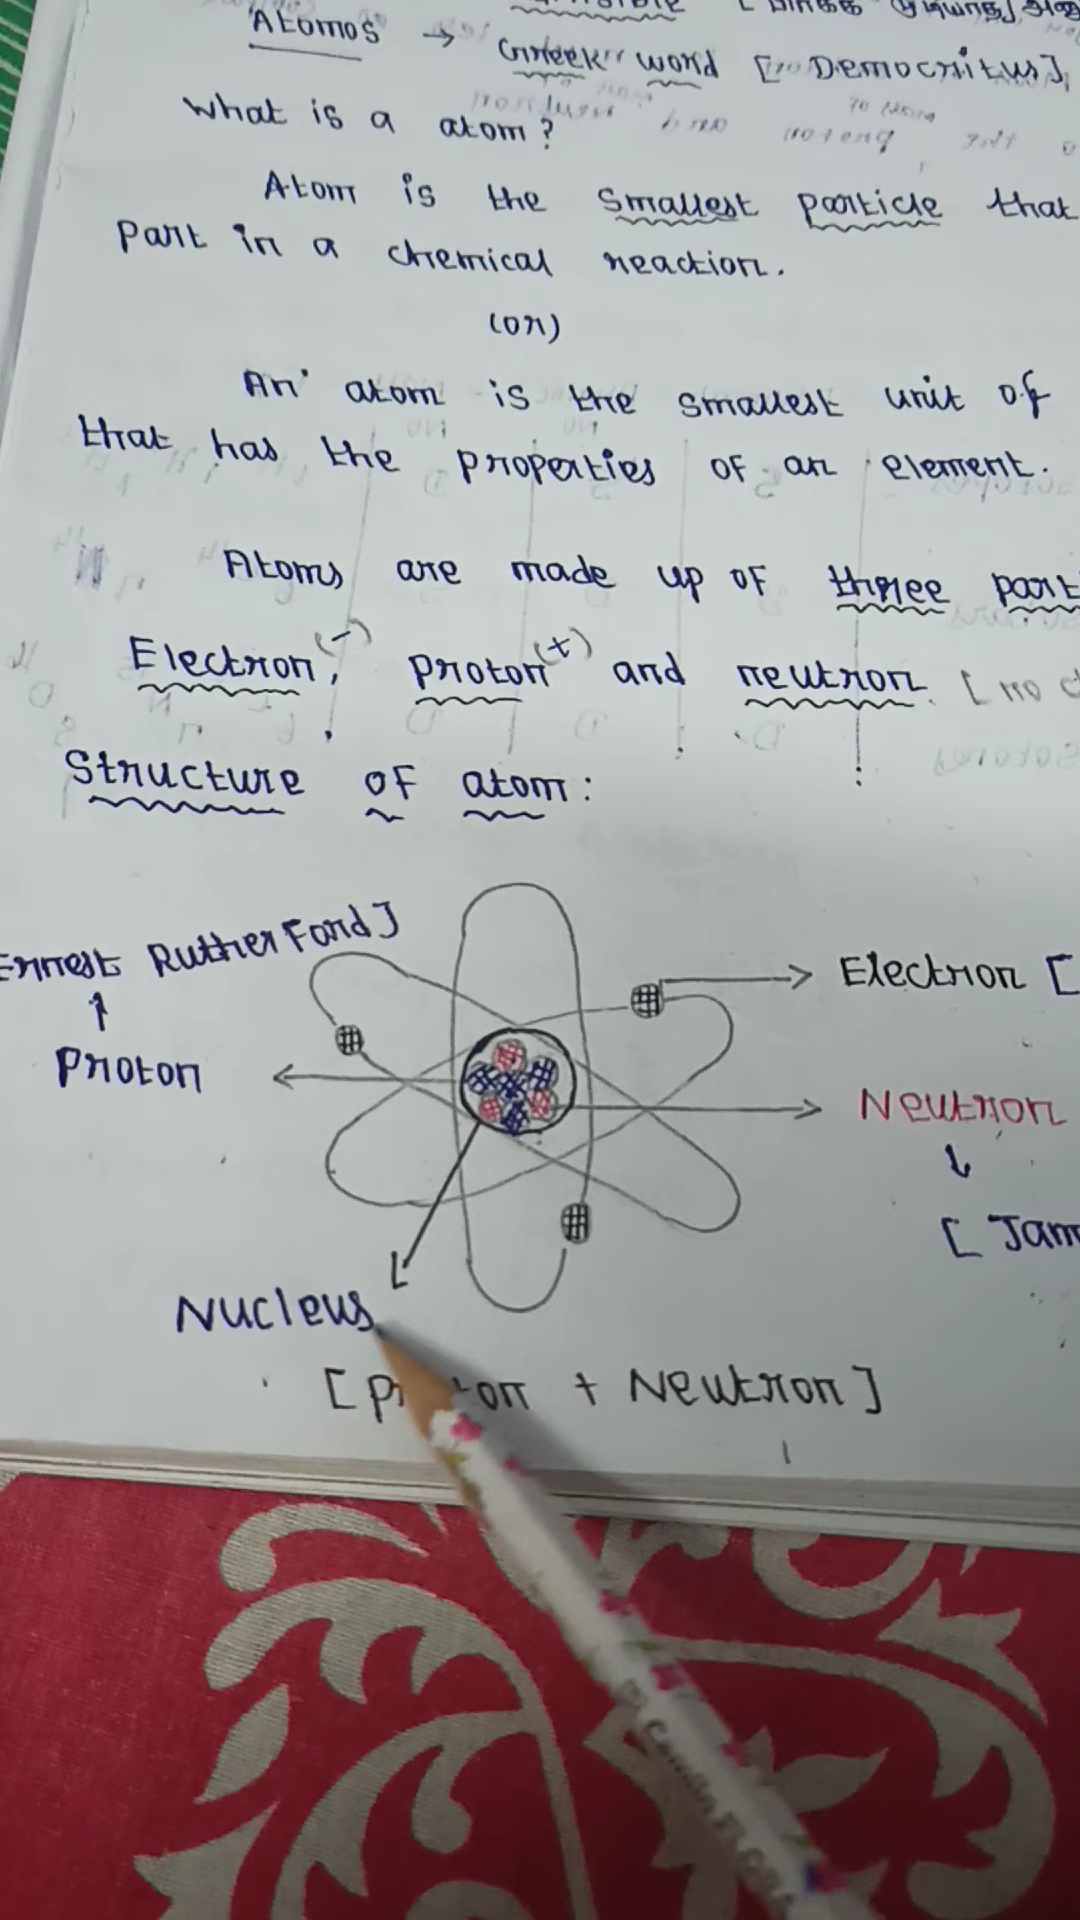 Atomos → Greek word [Democritus],
What is a atom?
Atom is the smallest particle that
Part in a chemical reaction.
(or)
An atom is the smallest unit of
that has the properties of an element.
Atoms are made up of three
Electron(-), Proton(+) and neutron. [no
Structure of atom:
Ernest Rutherford]
Electron [
Proton
Neutron
[
Nucleus
+ Neutron]